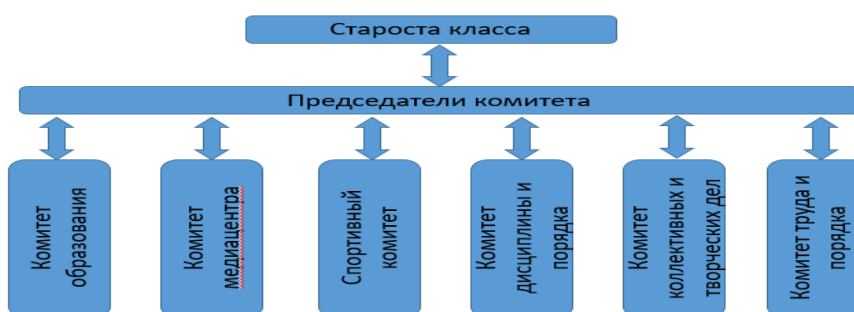 Староста класса
Председатели комитета
Комитет
образования
Комитет
медиацентра
Спортивный
комитет
Комитет
дисциплины и
порядка
Комитет
коллективных и
творческих дел
Комитет труда и
порядка